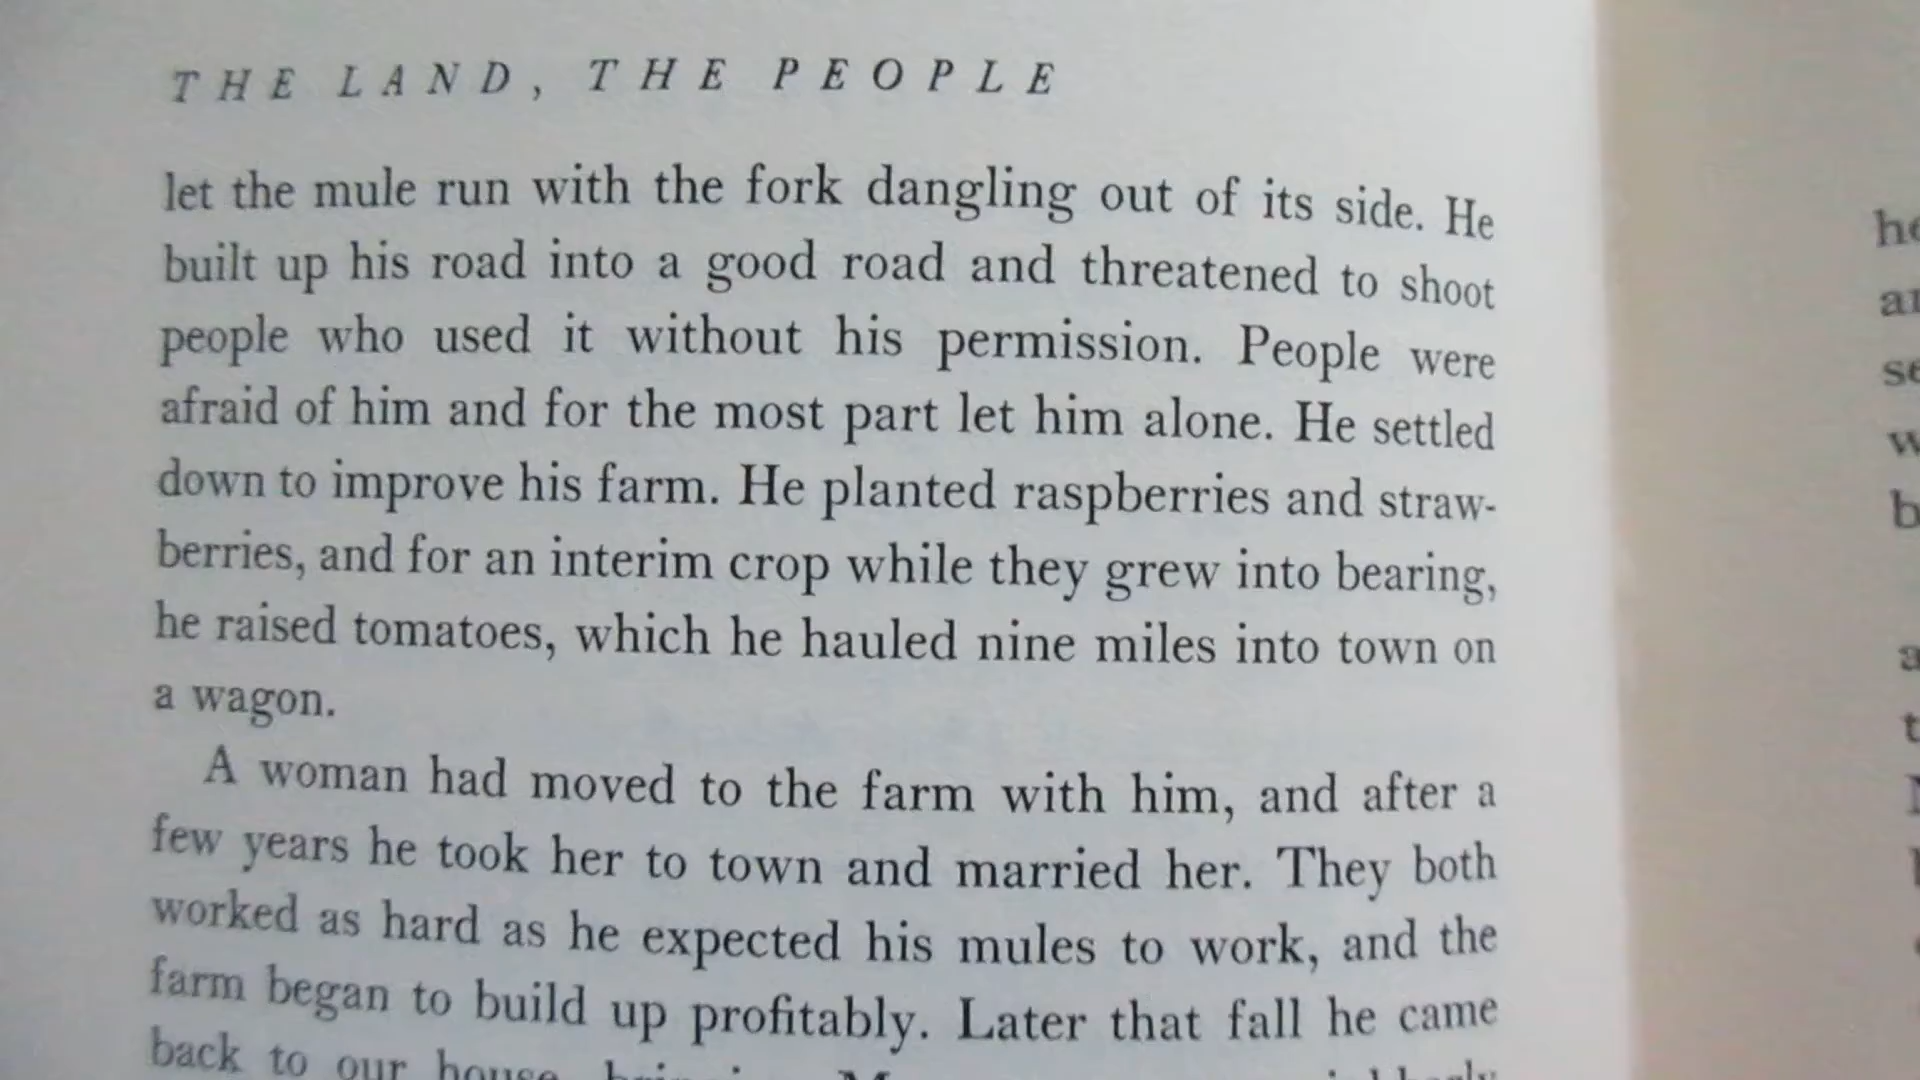 THE LAND, THE PEOPLE
let the mule run with the fork dangling out of its side. He
built up his road into a good road and threatened to shoot
people who used it without his permission. People were
afraid of him and for the most part let him alone. He settled
down to improve his farm. He planted raspberries and straw-
berries, and for an interim crop while they grew into bearing,
he raised tomatoes, which he hauled nine miles into town on
a wagon.
A woman had moved to the farm with him, and after a
few years he took her to town and married her. They both
worked as hard as he expected his mules to work, and the
farm began to build up profitably. Later that fall he came
back to our house